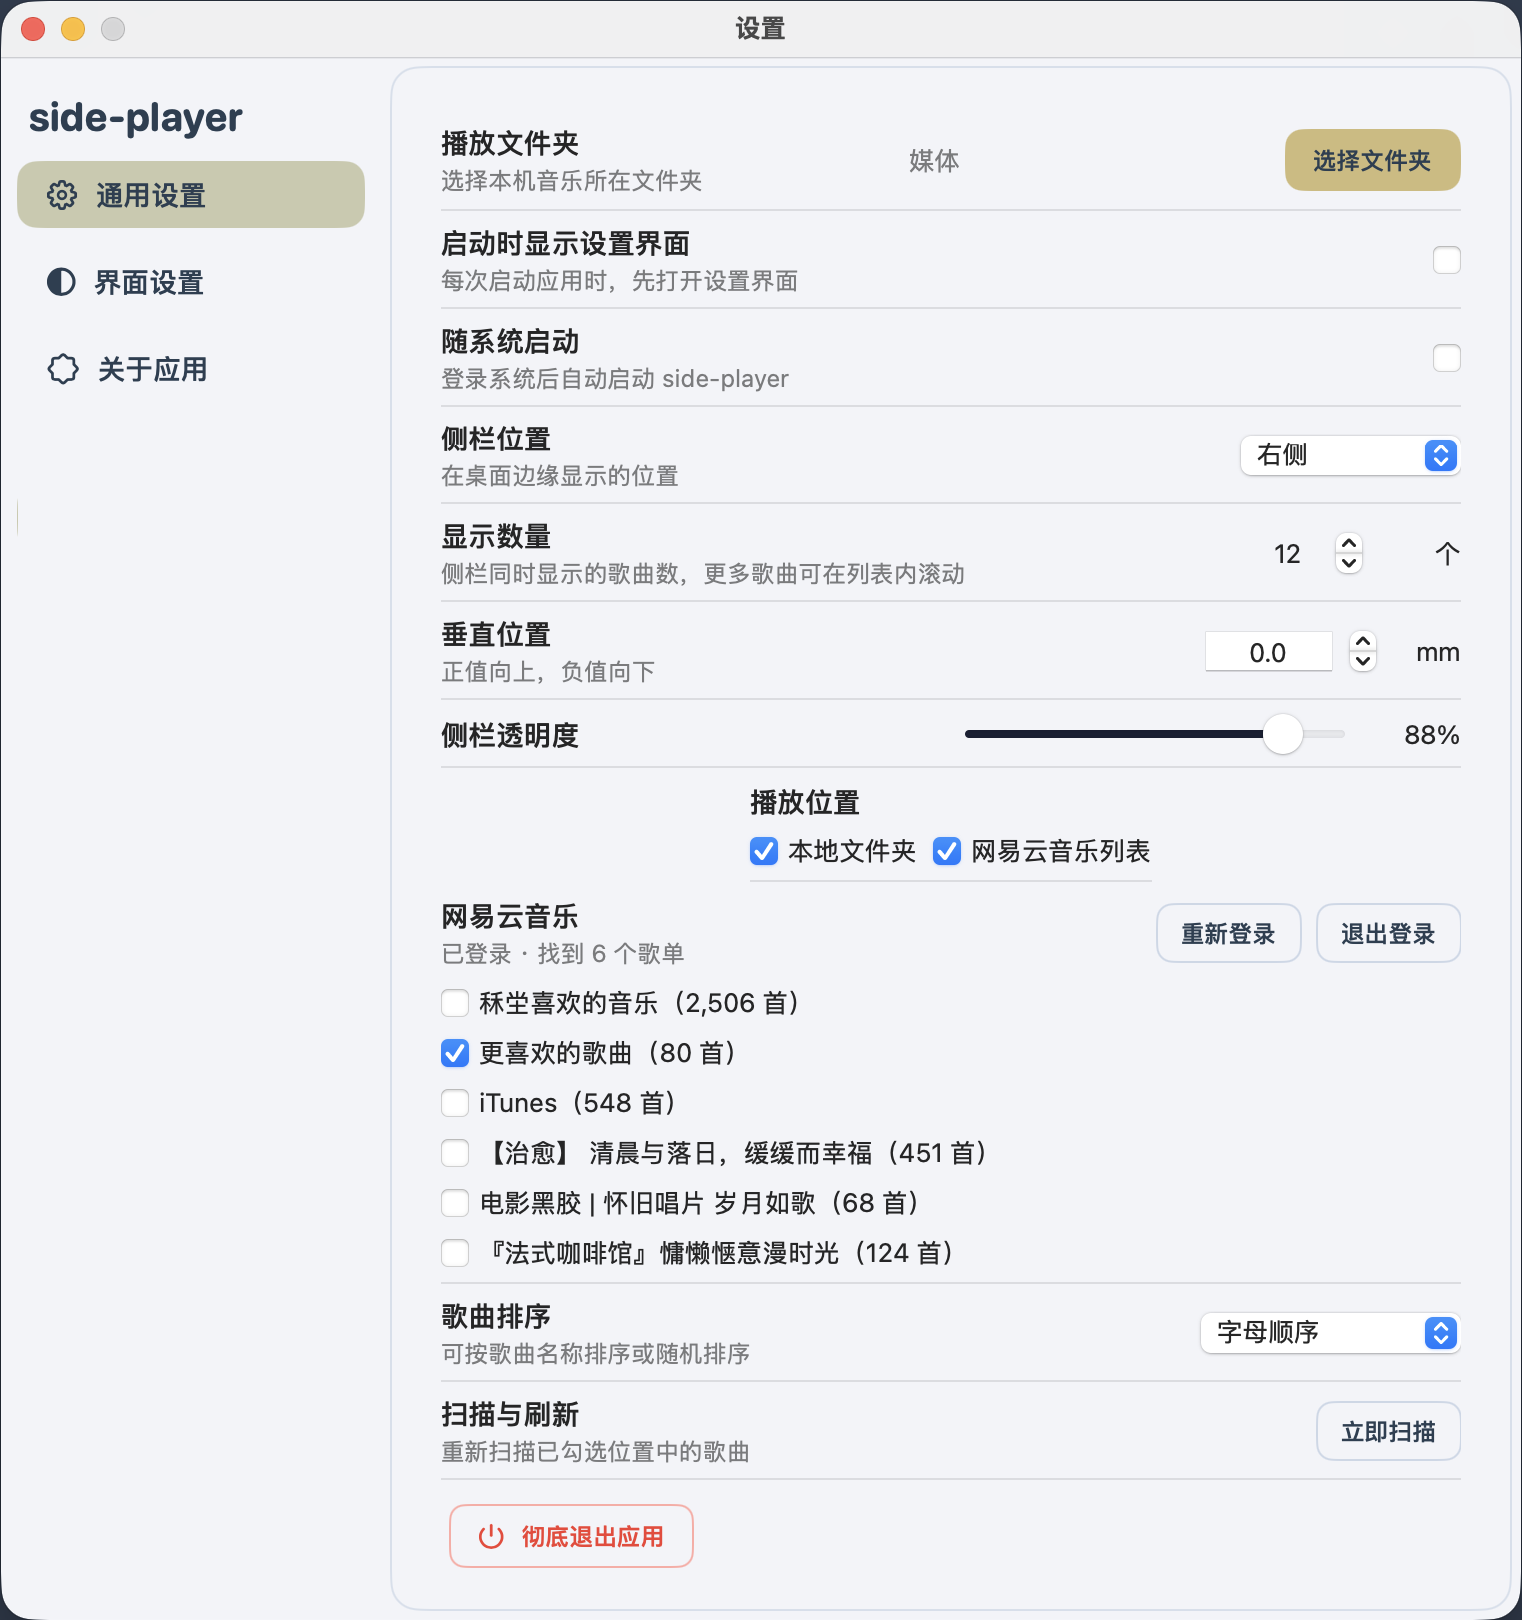 设置
side-player
通用设置
界面设置
关于应用
播放文件夹
选择本机音乐所在文件夹
媒体
选择文件夹
启动时显示设置界面
每次启动应用时，先打开设置界面
随系统启动
登录系统后自动启动 side-player
侧栏位置
在桌面边缘显示的位置
右侧
显示数量
侧栏同时显示的歌曲数，更多歌曲可在列表内滚动
12
个
垂直位置
正值向上，负值向下
0.0
mm
侧栏透明度
88%
播放位置
本地文件夹 网易云音乐列表
网易云音乐
已登录 · 找到 6 个歌单
重新登录
退出登录
秝坣喜欢的音乐（2,506 首）
更喜欢的歌曲（80 首）
iTunes（548 首）
【治愈】 清晨与落日，缓缓而幸福（451 首）
电影黑胶 | 怀旧唱片 岁月如歌（68 首）
『法式咖啡馆』慵懒惬意漫时光（124 首）
歌曲排序
可按歌曲名称排序或随机排序
字母顺序
扫描与刷新
重新扫描已勾选位置中的歌曲
立即扫描
彻底退出应用